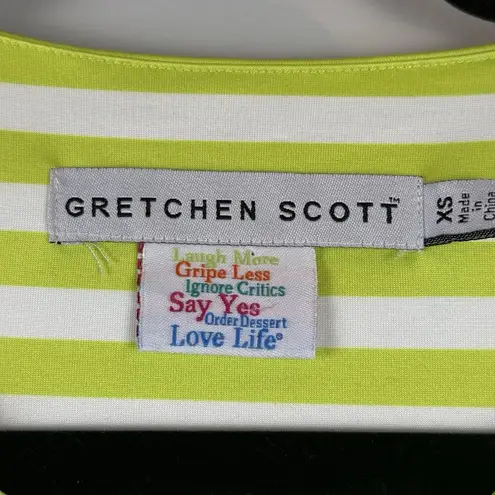 GRETCHEN SCOTT
XS
Made
in
China
Laugh More
Gripe Less
Ignore Critics
Say Yes
Order Dessert
Love Life®